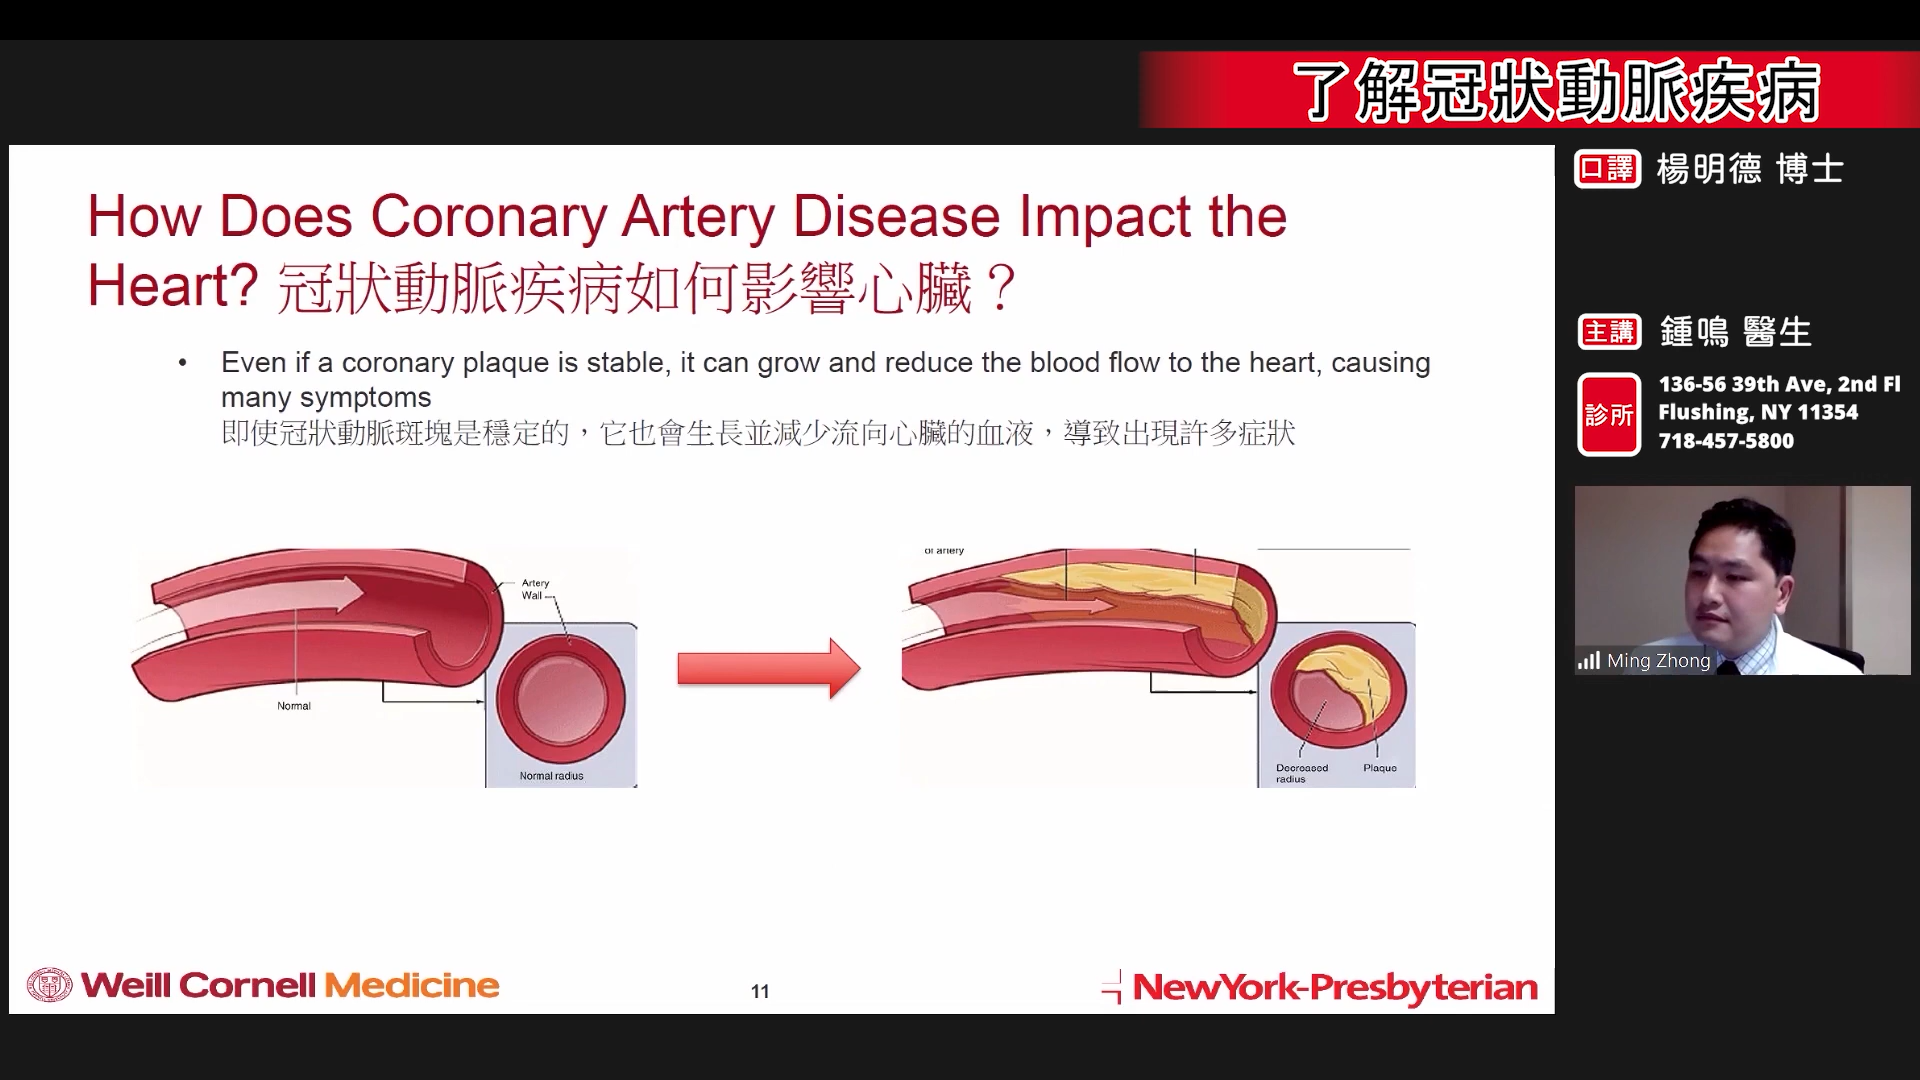 了解冠狀動脈疾病
口譯 楊明德 博士
主講 鍾鳴 醫生
診所
136-56 39th Ave, 2nd Fl
Flushing, NY 11354
718-457-5800
Ming Zhong
How Does Coronary Artery Disease Impact the
Heart? 冠狀動脈疾病如何影響心臟？
• Even if a coronary plaque is stable, it can grow and reduce the blood flow to the heart, causing
many symptoms
即使冠狀動脈斑塊是穩定的，它也會生長並減少流向心臟的血液，導致出現許多症狀
Artery
Wall
Normal
Normal radius
of artery
Decreased
radius
Plaque
Weill Cornell Medicine
11
NewYork-Presbyterian